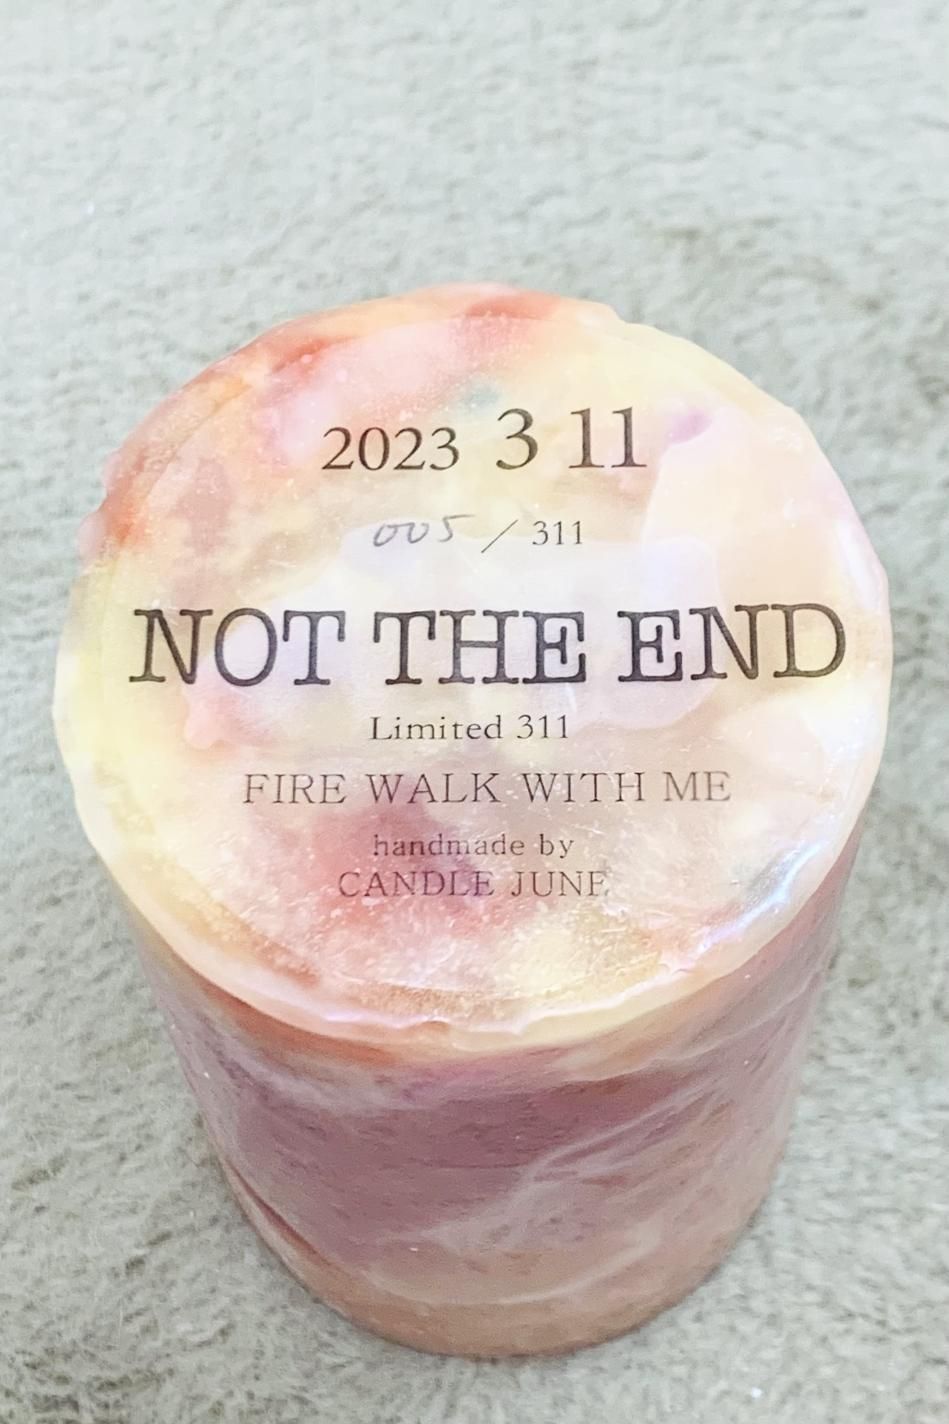 2023 3 11
005 / 311
NOT THE END
Limited 311
FIRE WALK WITH ME
handmade by
CANDLE JUNE